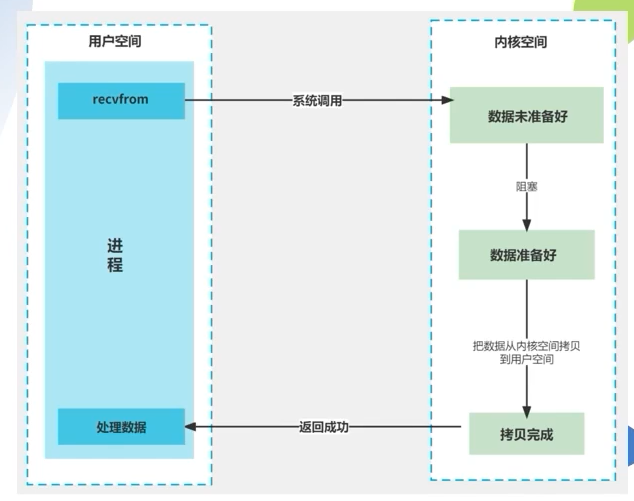 用户空间
内核空间
recvfrom
系统调用
数据未准备好
阻塞
进
程
数据准备好
把数据从内核空间拷贝
到用户空间
处理数据
返回成功
拷贝完成